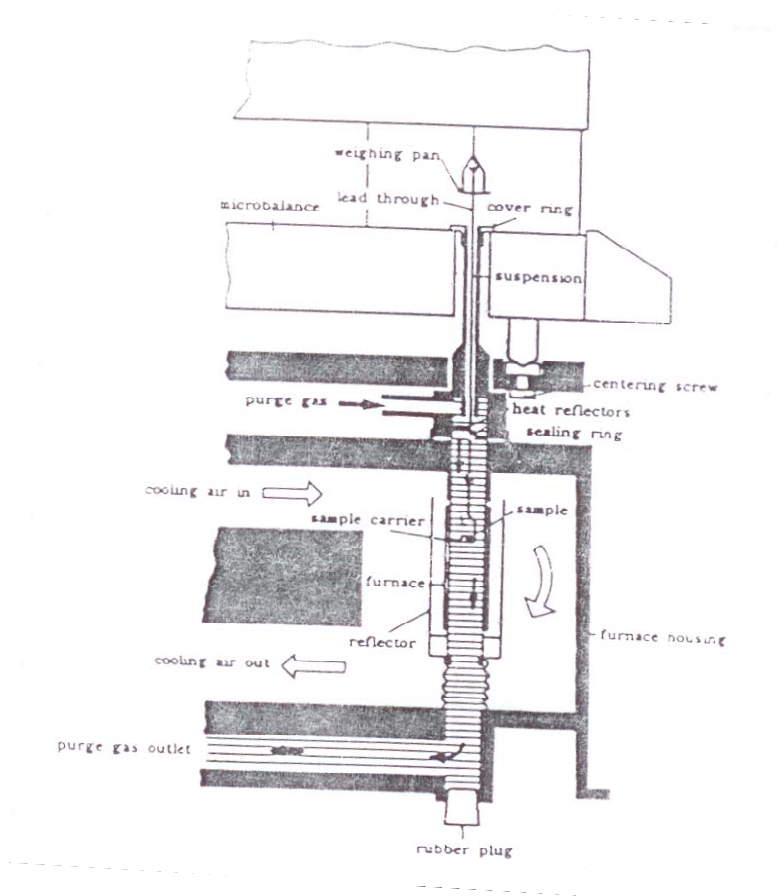 weighing pan
lead through
microbalance
cover ring
suspension
centering screw
purge gas
heat reflectors
sealing ring
cooling air in
sample carrier
sample
furnace
reflector
furnace housing
cooling air out
purge gas outlet
rubber plug